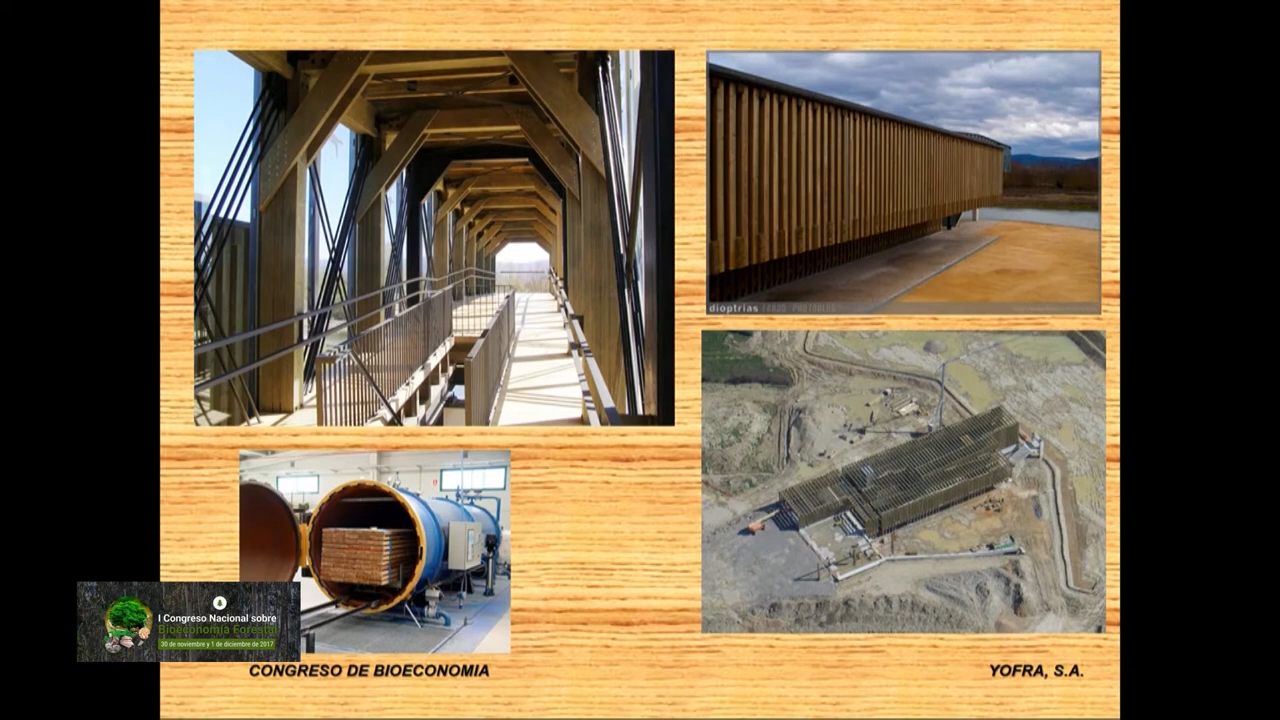 dioptrias
I Congreso Nacional sobre
Bioeconomía Forestal
30 de noviembre y 1 de diciembre de 2017
CONGRESO DE BIOECONOMIA
YOFRA, S.A.